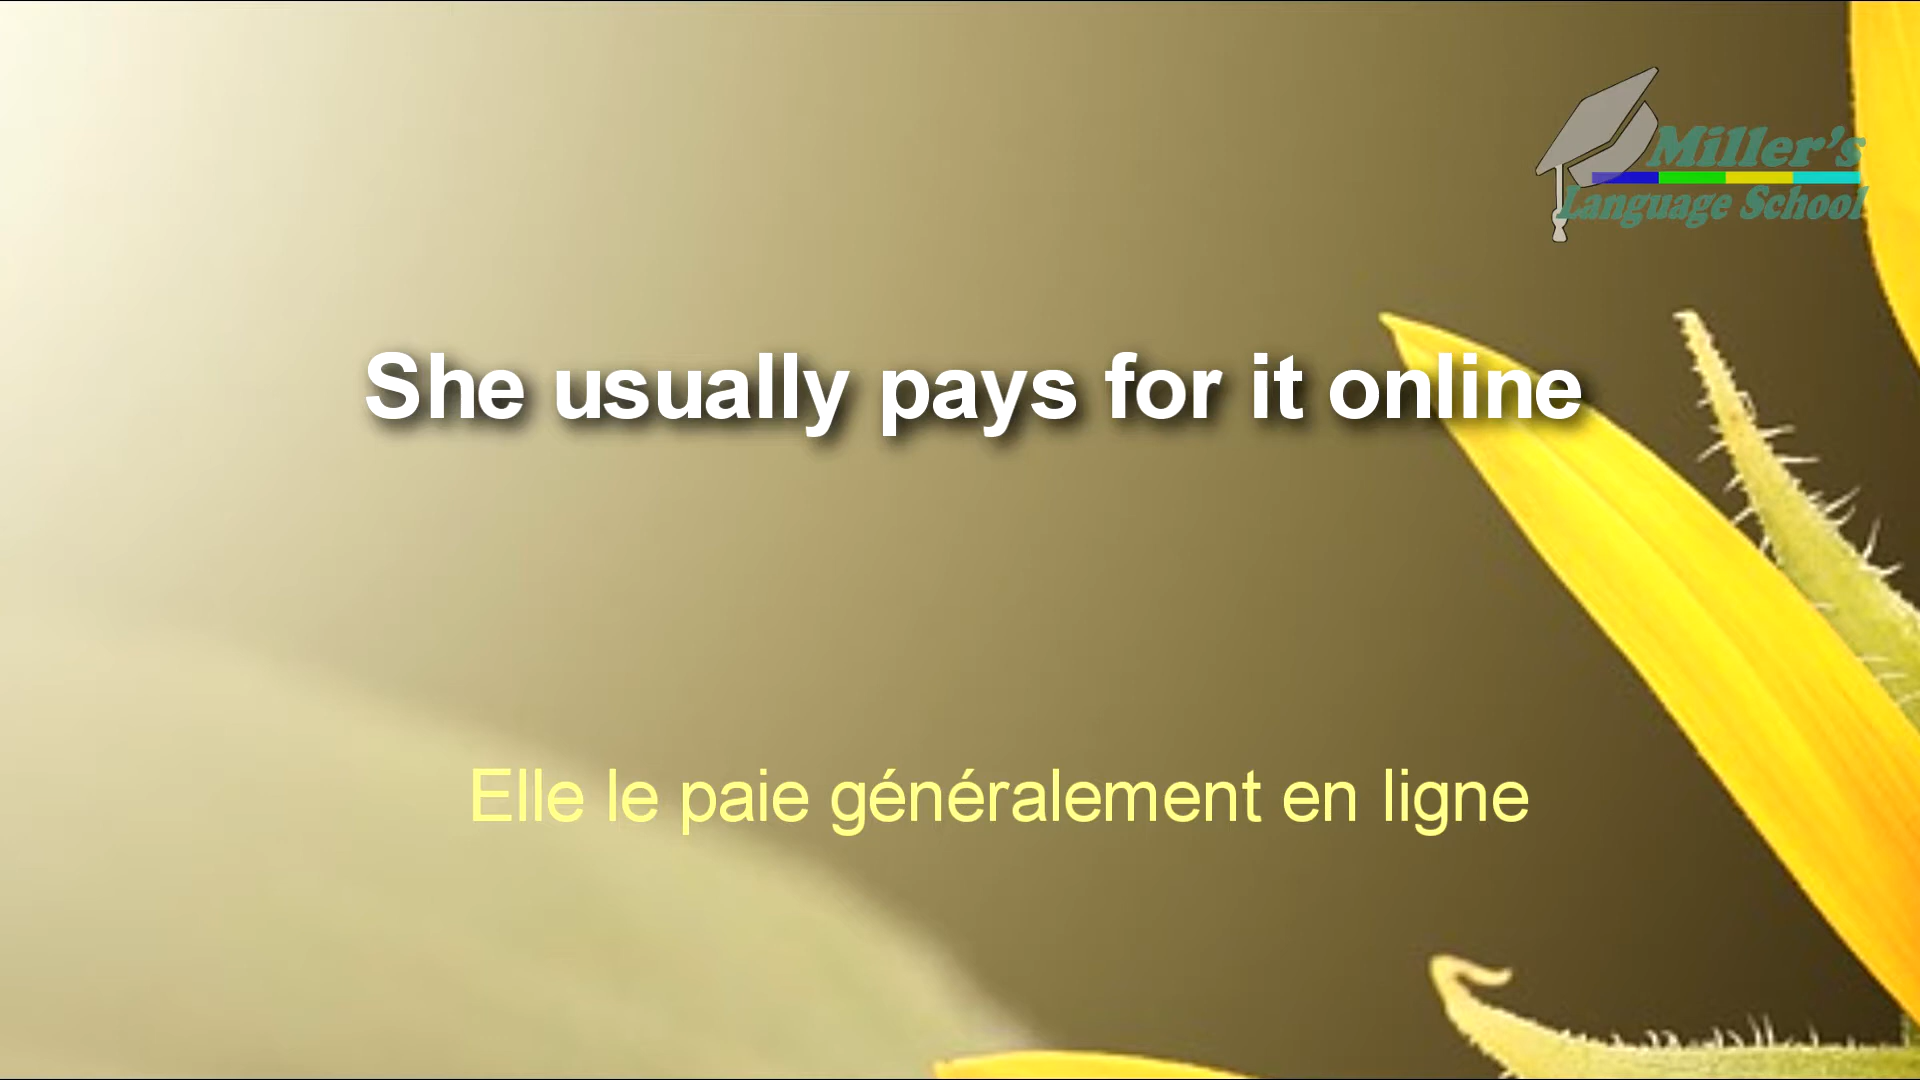 Miller's
Language School
She usually pays for it online
Elle le paie généralement en ligne